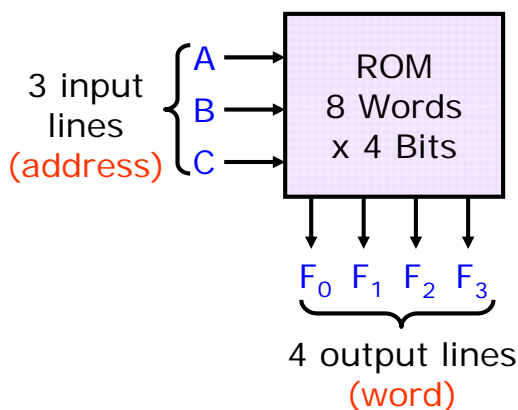 3 input
lines
(address)
A
B
C
ROM
8 Words
x 4 Bits
F₀ F₁ F₂ F₃
4 output lines
(word)